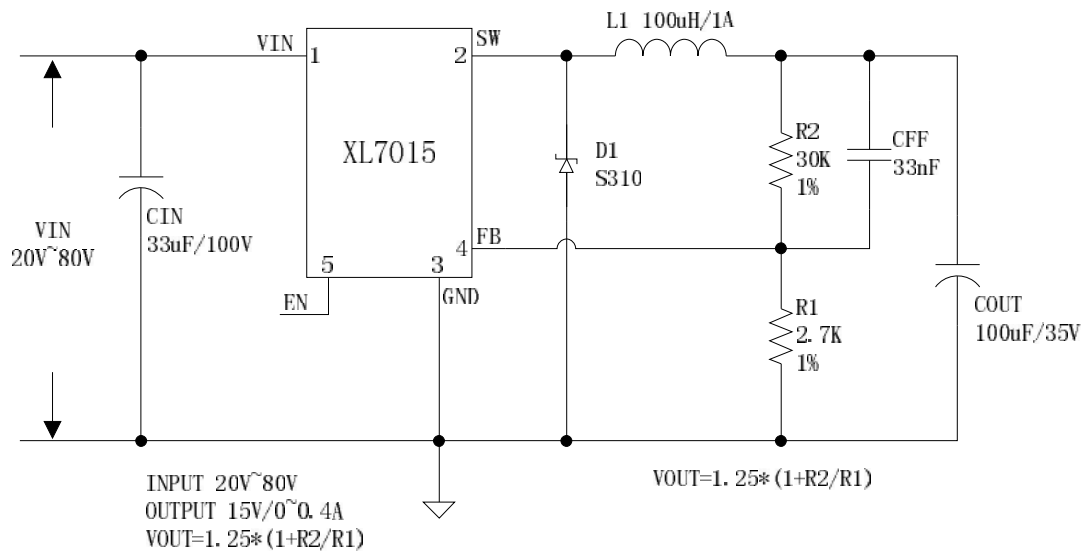 L1 100uH/1A
VIN
SW
1
2
XL7015
R2
30K
1%
CFF
33nF
D1
S310
CIN
33uF/100V
VIN
20V~80V
4
FB
5
3
EN
GND
R1
2.7K
1%
COUT
100uF/35V
INPUT 20V~80V
OUTPUT 15V/0~0.4A
VOUT=1.25*(1+R2/R1)
VOUT=1.25*(1+R2/R1)